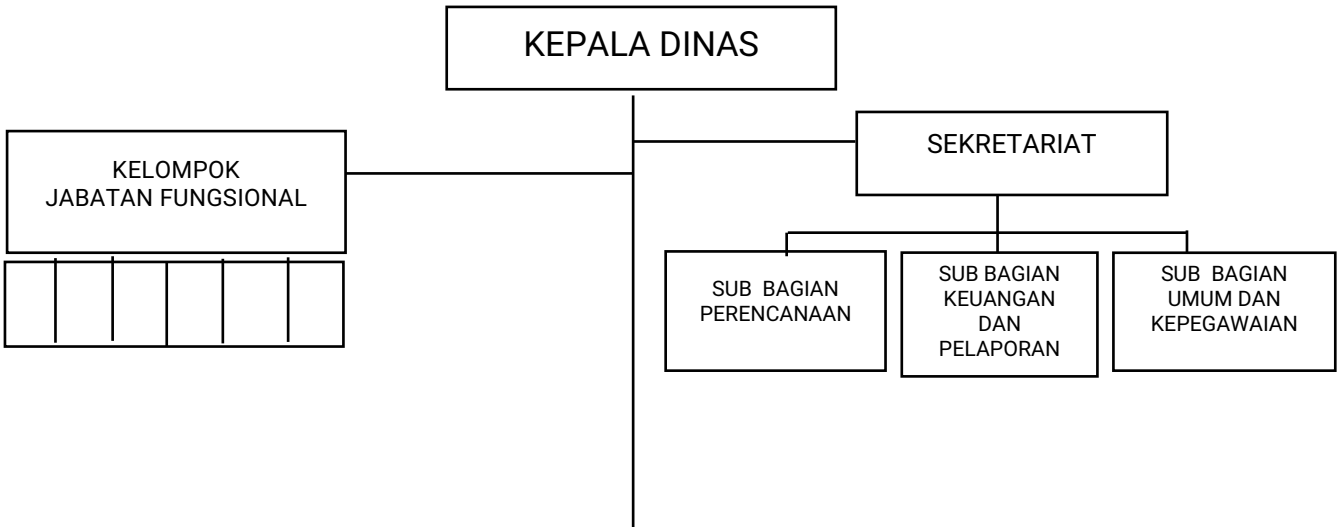 KEPALA DINAS
SEKRETARIAT
KELOMPOK
JABATAN FUNGSIONAL
SUB BAGIAN
PERENCANAAN
SUB BAGIAN
KEUANGAN
DAN
PELAPORAN
SUB BAGIAN
UMUM DAN
KEPEGAWAIAN